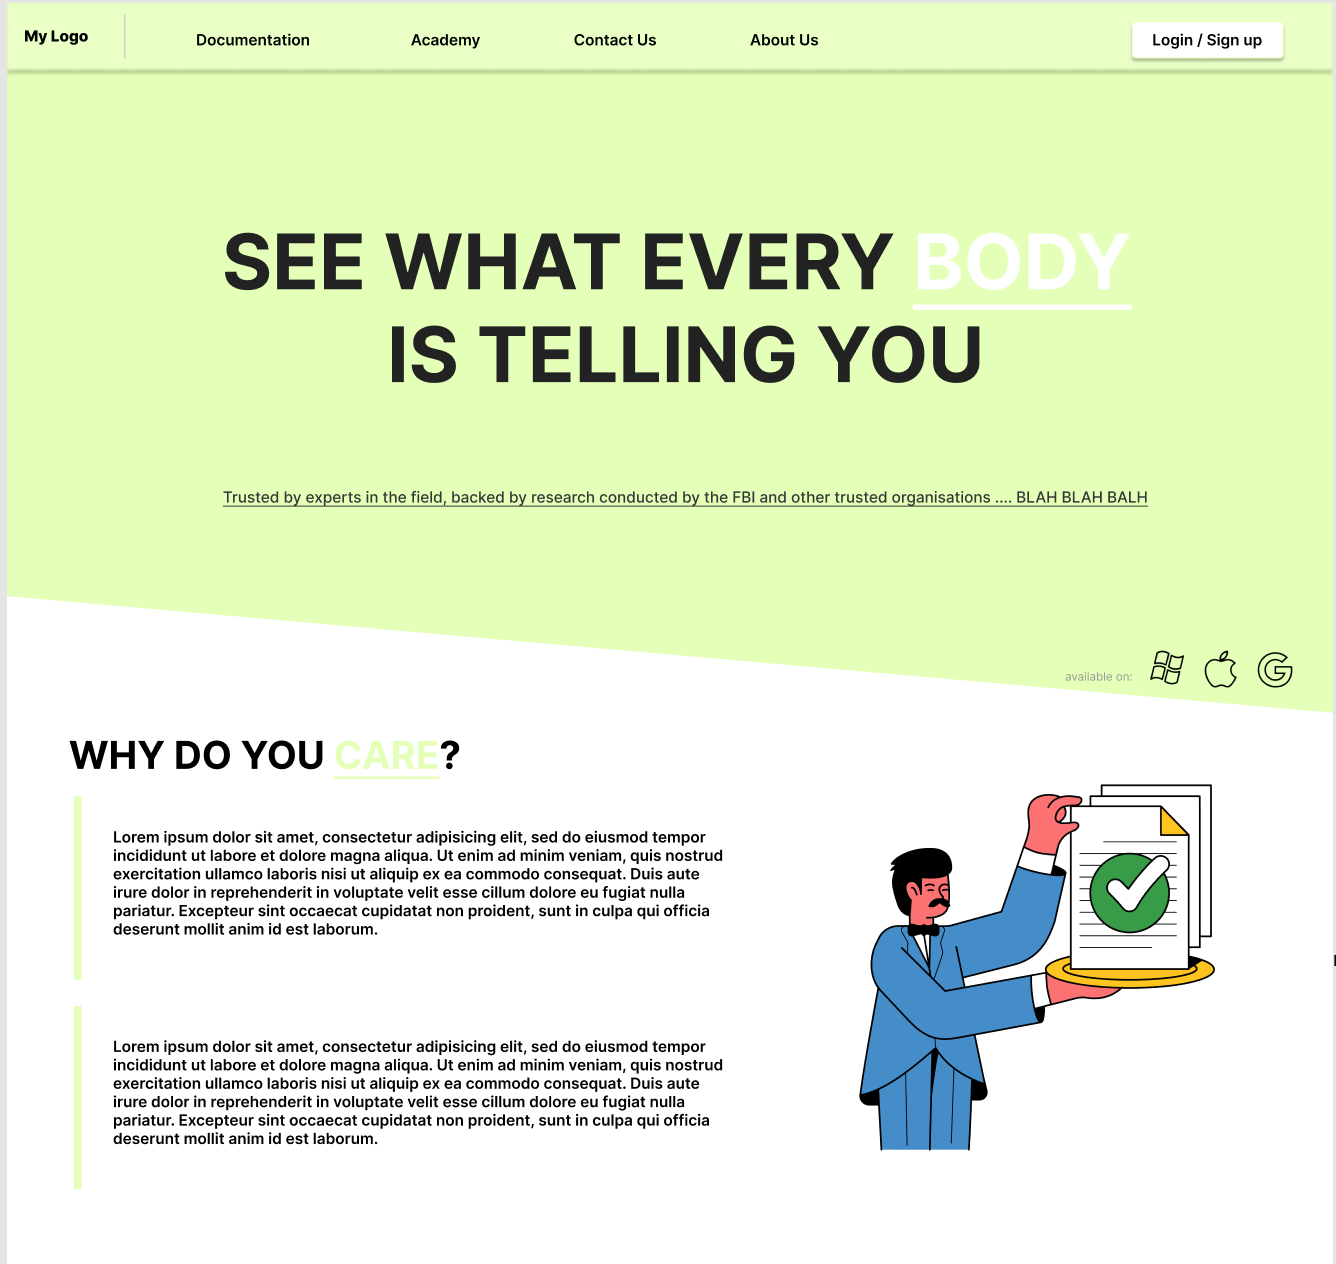 My Logo
Documentation
Academy
Contact Us
About Us
Login / Sign up
SEE WHAT EVERY BODY
IS TELLING YOU
Trusted by experts in the field, backed by research conducted by the FBI and other trusted organisations .... BLAH BLAH BALH
available on:
WHY DO YOU CARE?
Lorem ipsum dolor sit amet, consectetur adipisicing elit, sed do eiusmod tempor
incididunt ut labore et dolore magna aliqua. Ut enim ad minim veniam, quis nostrud
exercitation ullamco laboris nisi ut aliquip ex ea commodo consequat. Duis aute
irure dolor in reprehenderit in voluptate velit esse cillum dolore eu fugiat nulla
pariatur. Excepteur sint occaecat cupidatat non proident, sunt in culpa qui officia
deserunt mollit anim id est laborum.
Lorem ipsum dolor sit amet, consectetur adipisicing elit, sed do eiusmod tempor
incididunt ut labore et dolore magna aliqua. Ut enim ad minim veniam, quis nostrud
exercitation ullamco laboris nisi ut aliquip ex ea commodo consequat. Duis aute
irure dolor in reprehenderit in voluptate velit esse cillum dolore eu fugiat nulla
pariatur. Excepteur sint occaecat cupidatat non proident, sunt in culpa qui officia
deserunt mollit anim id est laborum.